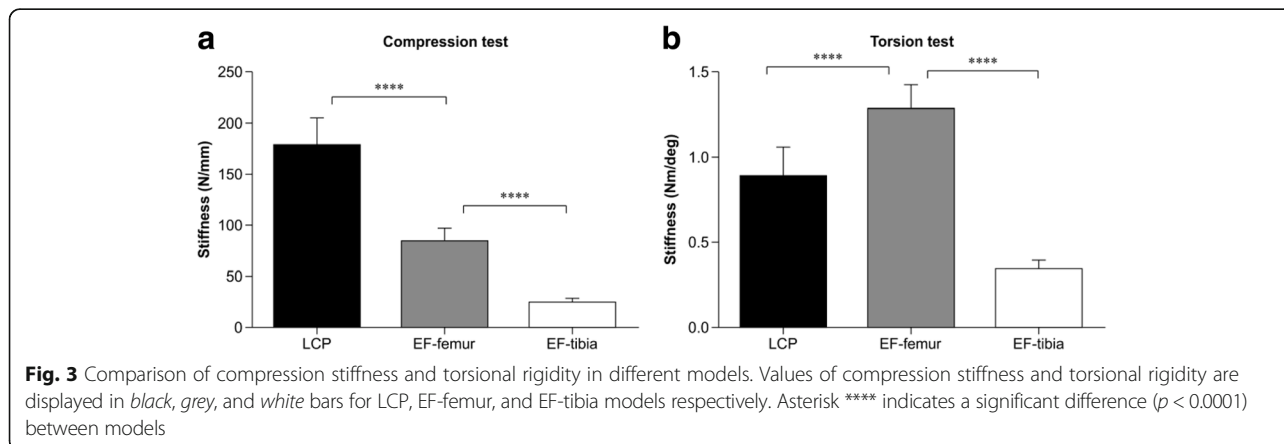 a
Compression test
250
200
150
100
50
0
Stiffness (N/mm)
****
****
LCP
EF-femur
EF-tibia
b
Torsion test
1.5
1.0
0.5
0.0
Stiffness (Nm/deg)
****
****
LCP
EF-femur
EF-tibia
Fig. 3 Comparison of compression stiffness and torsional rigidity in different models. Values of compression stiffness and torsional rigidity are
displayed in black, grey, and white bars for LCP, EF-femur, and EF-tibia models respectively. Asterisk **** indicates a significant difference (p < 0.0001)
between models